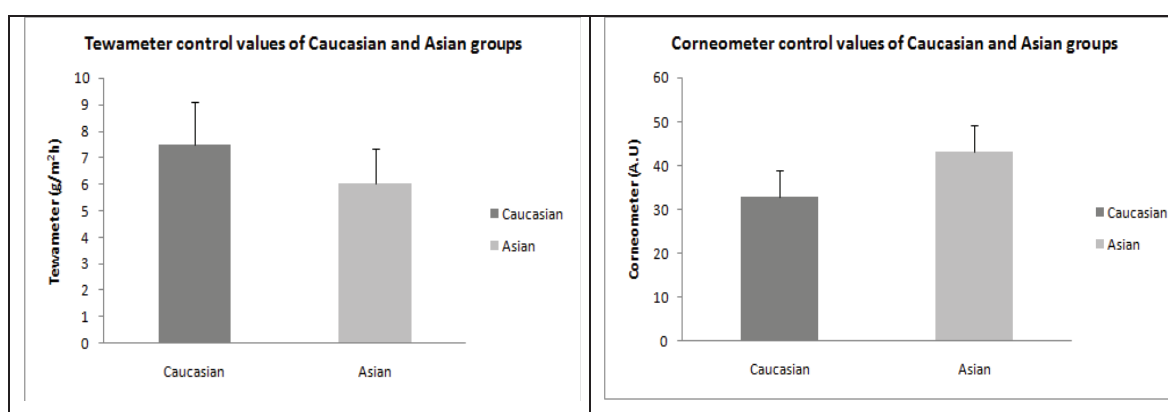 Tewameter control values of Caucasian and Asian groups
10
9
8
7
6
5
4
3
2
1
0
Tewameter (g/m²h)
Caucasian
Asian
Caucasian
Asian
Corneometer control values of Caucasian and Asian groups
60
50
40
30
20
10
0
Corneometer (A.U)
Caucasian
Asian
Caucasian
Asian